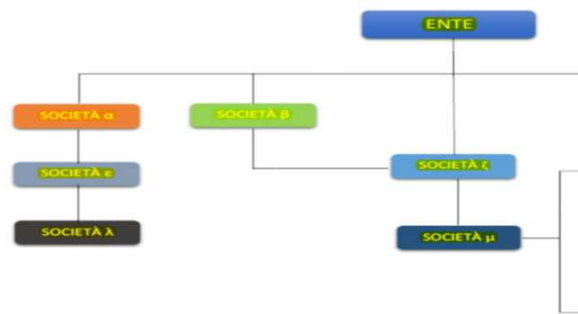 ENTE
SOCIETÀ α
SOCIETÀ β
SOCIETÀ ε
SOCIETÀ ζ
SOCIETÀ λ
SOCIETÀ μ